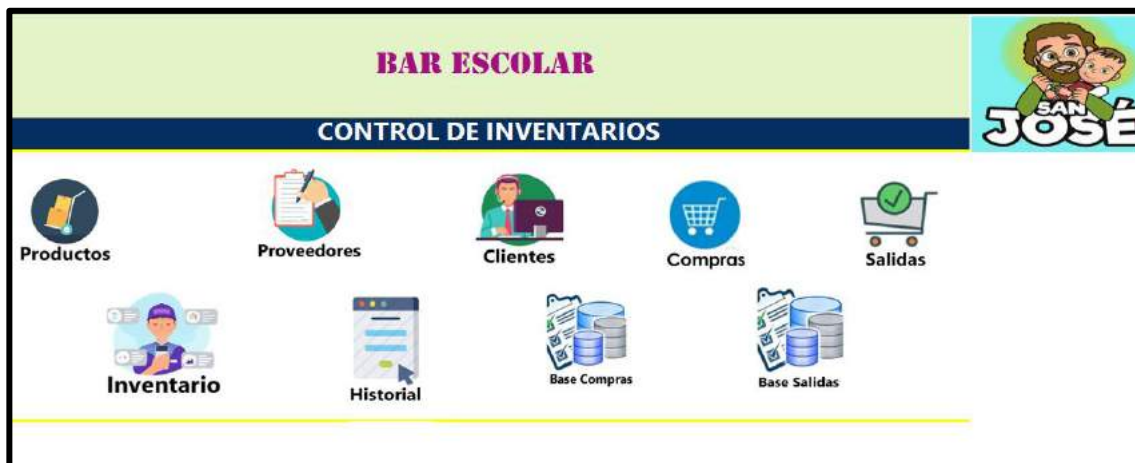 BAR ESCOLAR
SAN
JOSÉ
CONTROL DE INVENTARIOS
Productos
Proveedores
Clientes
Compras
Salidas
Inventario
Historial
Base Compras
Base Salidas